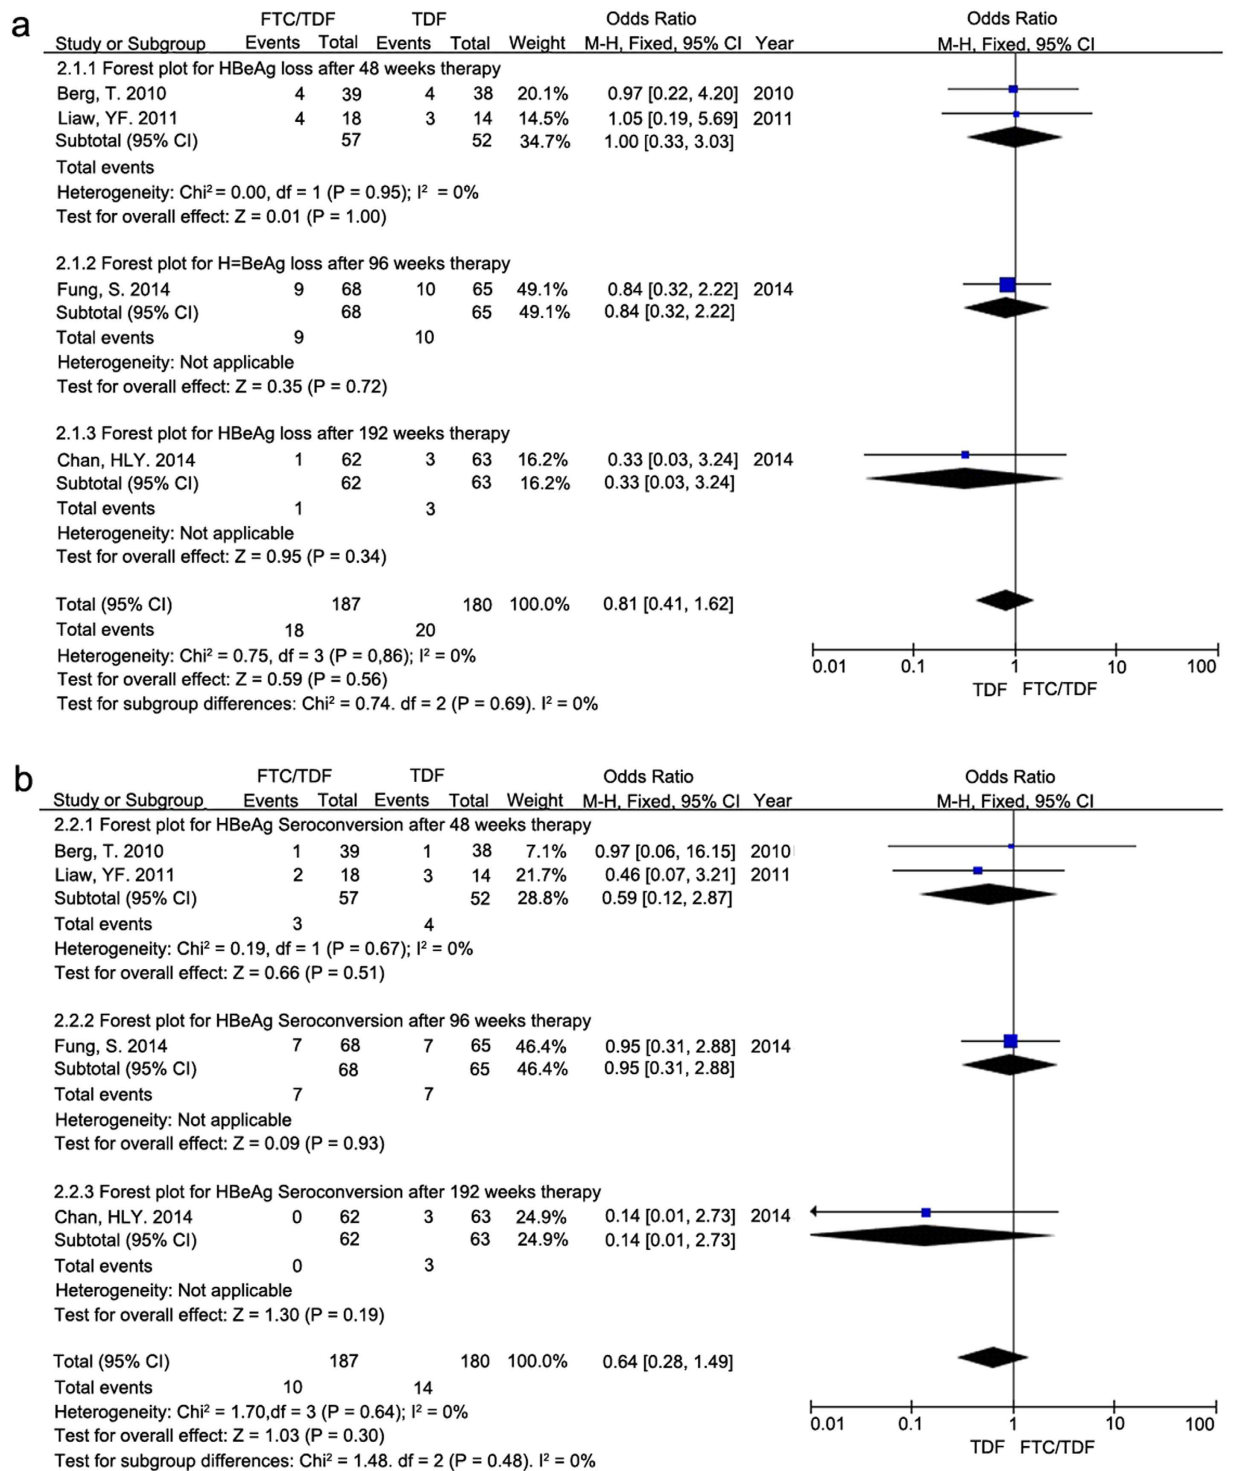 a
FTC/TDF TDF Odds Ratio Odds Ratio
Study or Subgroup Events Total Events Total Weight M-H, Fixed, 95% CI Year M-H, Fixed, 95% CI
2.1.1 Forest plot for HBeAg loss after 48 weeks therapy
Berg, T. 2010 4 39 4 38 20.1% 0.97 [0.22, 4.20] 2010
Liaw, YF. 2011 4 18 3 14 14.5% 1.05 [0.19, 5.69] 2011
Subtotal (95% CI) 57 52 34.7% 1.00 [0.33, 3.03]
Total events
Heterogeneity: Chi² = 0.00, df = 1 (P = 0.95); I² = 0%
Test for overall effect: Z = 0.01 (P = 1.00)
2.1.2 Forest plot for H=BeAg loss after 96 weeks therapy
Fung, S. 2014 9 68 10 65 49.1% 0.84 [0.32, 2.22] 2014
Subtotal (95% CI) 68 65 49.1% 0.84 [0.32, 2.22]
Total events 9 10
Heterogeneity: Not applicable
Test for overall effect: Z = 0.35 (P = 0.72)
2.1.3 Forest plot for HBeAg loss after 192 weeks therapy
Chan, HLY. 2014 1 62 3 63 16.2% 0.33 [0.03, 3.24] 2014
Subtotal (95% CI) 62 63 16.2% 0.33 [0.03, 3.24]
Total events 1 3
Heterogeneity: Not applicable
Test for overall effect: Z = 0.95 (P = 0.34)
Total (95% CI) 187 180 100.0% 0.81 [0.41, 1.62]
Total events 18 20
Heterogeneity: Chi² = 0.75, df = 3 (P = 0,86); I² = 0%
Test for overall effect: Z = 0.59 (P = 0.56)
Test for subgroup differences: Chi² = 0.74. df = 2 (P = 0.69). I² = 0%
0.01 0.1 1 10 100
TDF FTC/TDF
b
FTC/TDF TDF Odds Ratio Odds Ratio
Study or Subgroup Events Total Events Total Weight M-H, Fixed, 95% CI Year M-H, Fixed, 95% CI
2.2.1 Forest plot for HBeAg Seroconversion after 48 weeks therapy
Berg, T. 2010 1 39 1 38 7.1% 0.97 [0.06, 16.15] 2010
Liaw, YF. 2011 2 18 3 14 21.7% 0.46 [0.07, 3.21] 2011
Subtotal (95% CI) 57 52 28.8% 0.59 [0.12, 2.87]
Total events 3 4
Heterogeneity: Chi² = 0.19, df = 1 (P = 0.67); I² = 0%
Test for overall effect: Z = 0.66 (P = 0.51)
2.2.2 Forest plot for HBeAg Seroconversion after 96 weeks therapy
Fung, S. 2014 7 68 7 65 46.4% 0.95 [0.31, 2.88] 2014
Subtotal (95% CI) 68 65 46.4% 0.95 [0.31, 2.88]
Total events 7 7
Heterogeneity: Not applicable
Test for overall effect: Z = 0.09 (P = 0.93)
2.2.3 Forest plot for HBeAg Seroconversion after 192 weeks therapy
Chan, HLY. 2014 0 62 3 63 24.9% 0.14 [0.01, 2.73] 2014
Subtotal (95% CI) 62 63 24.9% 0.14 [0.01, 2.73]
Total events 0 3
Heterogeneity: Not applicable
Test for overall effect: Z = 1.30 (P = 0.19)
Total (95% CI) 187 180 100.0% 0.64 [0.28, 1.49]
Total events 10 14
Heterogeneity: Chi² = 1.70,df = 3 (P = 0.64); I² = 0%
Test for overall effect: Z = 1.03 (P = 0.30)
Test for subgroup differences: Chi² = 1.48. df = 2 (P = 0.48). I² = 0%
0.01 0.1 1 10 100
TDF FTC/TDF